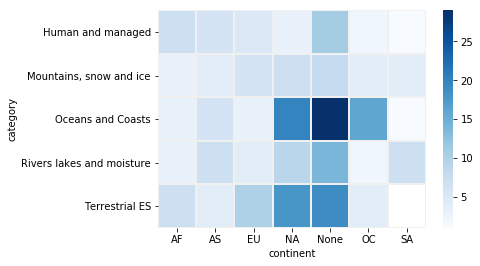 Human and managed
Mountains, snow and ice
Oceans and Coasts
Rivers lakes and moisture
Terrestrial ES
category
AF AS EU NA None OC SA
continent
25
20
15
10
5